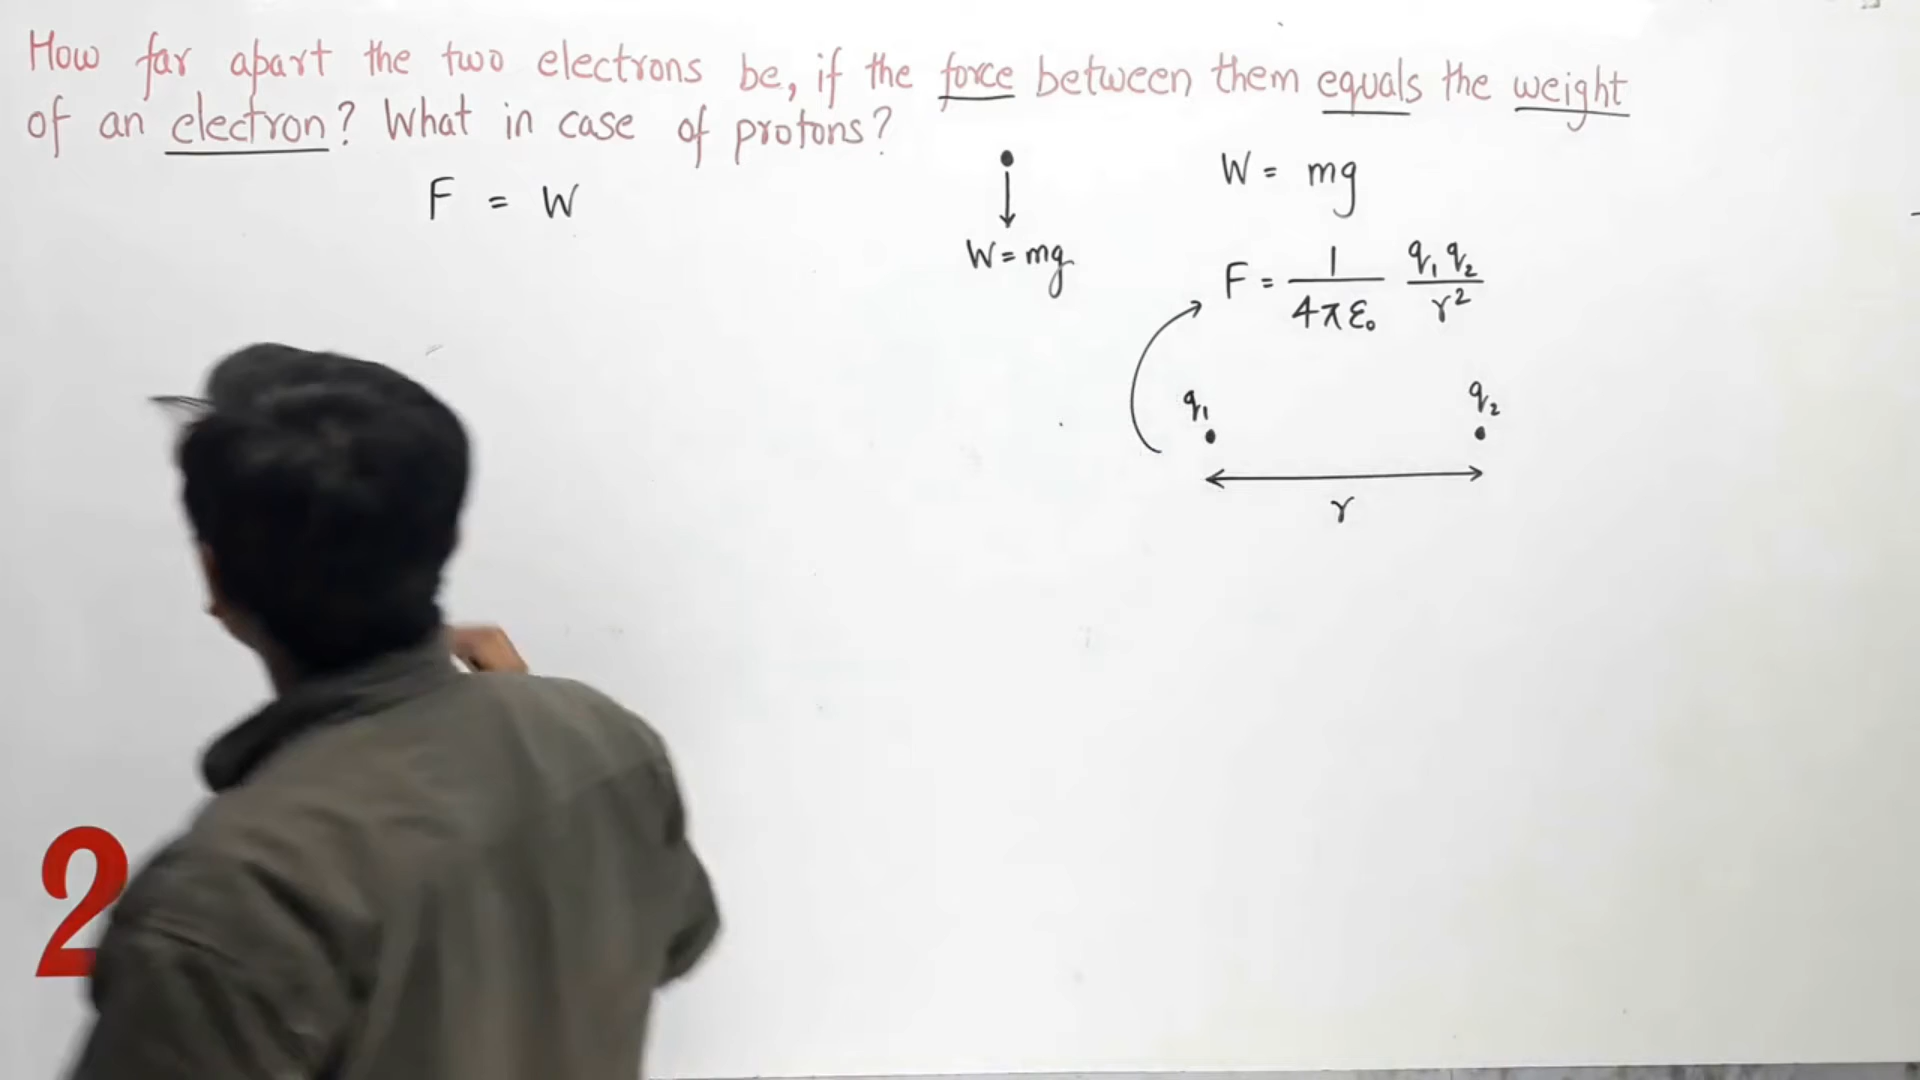 How far apart the two electrons be, if the force between them equals the weight
of an electron? What in case of protons?
F = W
W = mg
W = mg
F = 1/4πε₀ q₁q₂/r²
q₁
q₂
r
2